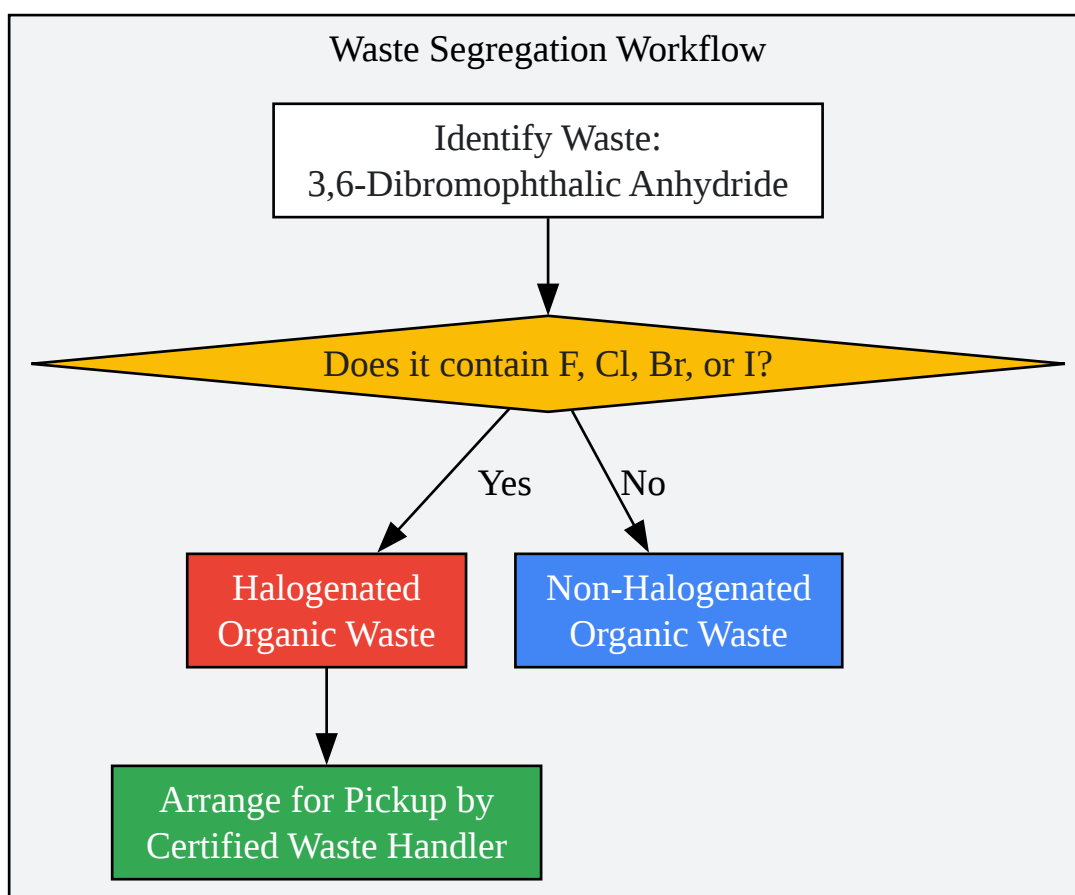 Waste Segregation Workflow
Identify Waste:
3,6-Dibromophthalic Anhydride
Does it contain F, Cl, Br, or I?
Yes
No
Halogenated
Organic Waste
Non-Halogenated
Organic Waste
Arrange for Pickup by
Certified Waste Handler